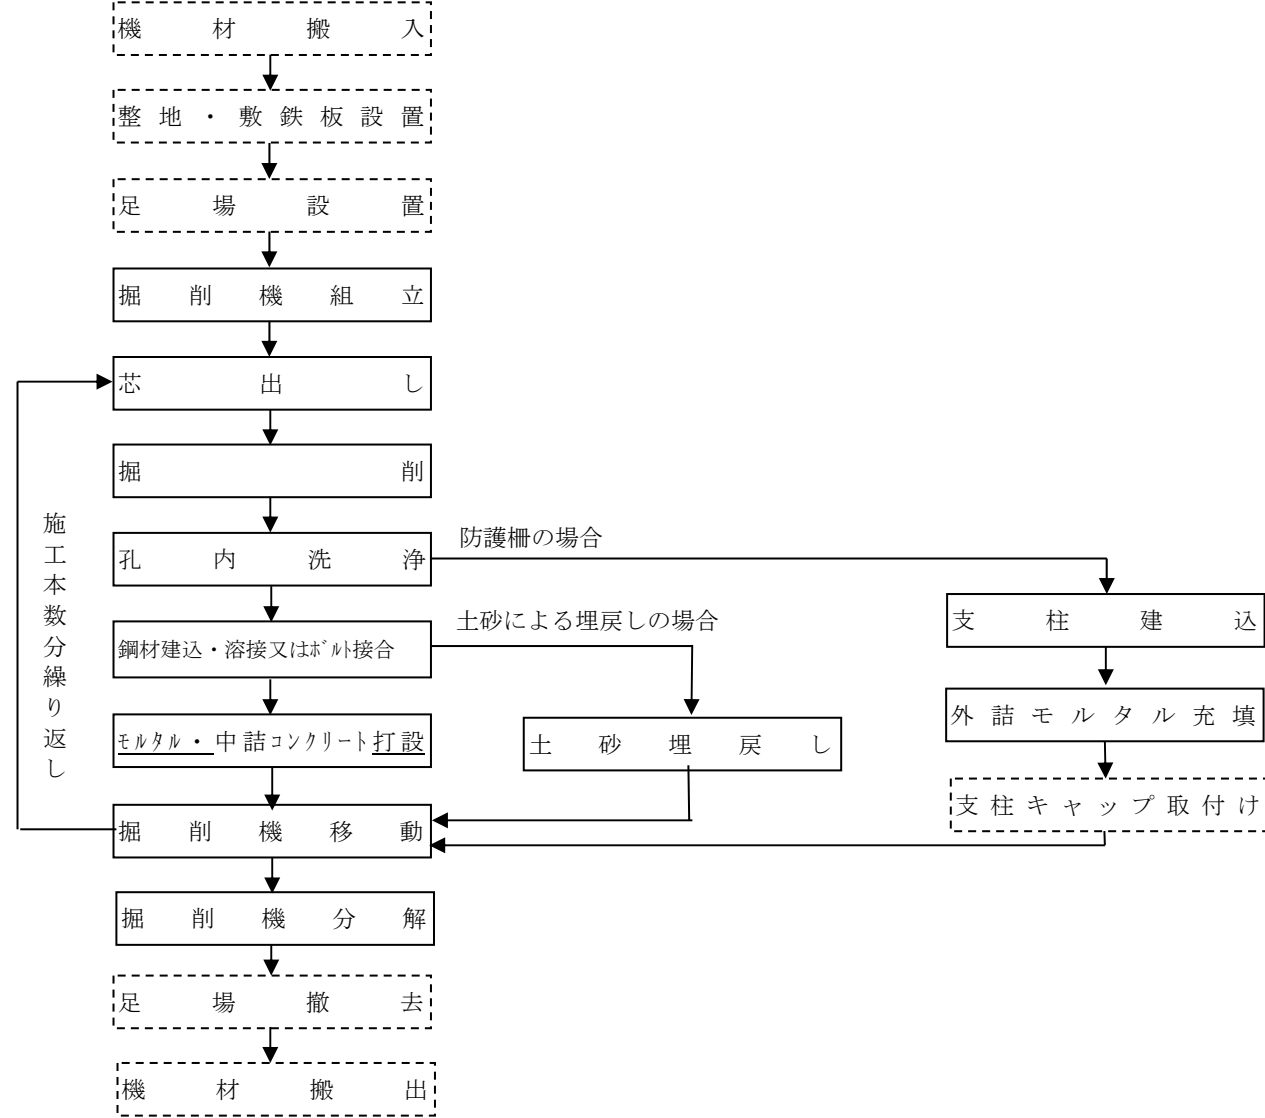 機材搬入
整地・敷鉄板設置
足場設置
掘削機組立
芯出し
掘削
孔内洗浄
防護柵の場合
鋼材建込・溶接又はﾎﾞﾙﾄ接合
土砂による埋戻しの場合
ﾓﾙﾀﾙ・中詰ｺﾝｸﾘｰﾄ打設
土砂埋戻し
支柱建込
外詰モルタル充填
支柱キャップ取付け
掘削機移動
施工本数分繰り返し
掘削機分解
足場撤去
機材搬出